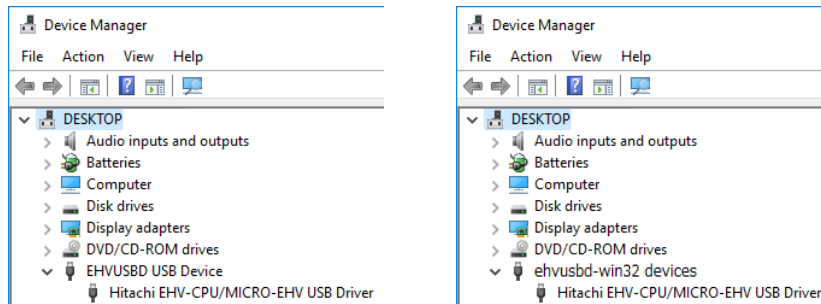 Device Manager
File Action View Help
DESKTOP
Audio inputs and outputs
Batteries
Computer
Disk drives
Display adapters
DVD/CD-ROM drives
EHVUSBD USB Device
Hitachi EHV-CPU/MICRO-EHV USB Driver
Device Manager
File Action View Help
DESKTOP
Audio inputs and outputs
Batteries
Computer
Disk drives
Display adapters
DVD/CD-ROM drives
ehvusbd-win32 devices
Hitachi EHV-CPU/MICRO-EHV USB Driver